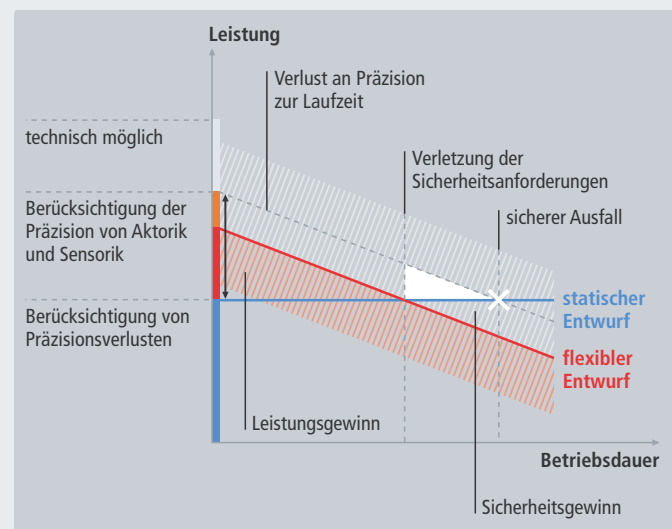 Leistung
Verlust an Präzision
zur Laufzeit
technisch möglich
Verletzung der
Sicherheitsanforderungen
sicherer Ausfall
Berücksichtigung der
Präzision von Aktorik
und Sensorik
statischer
Entwurf
Berücksichtigung von
Präzisionsverlusten
flexibler
Entwurf
Leistungsgewinn
Betriebsdauer
Sicherheitsgewinn